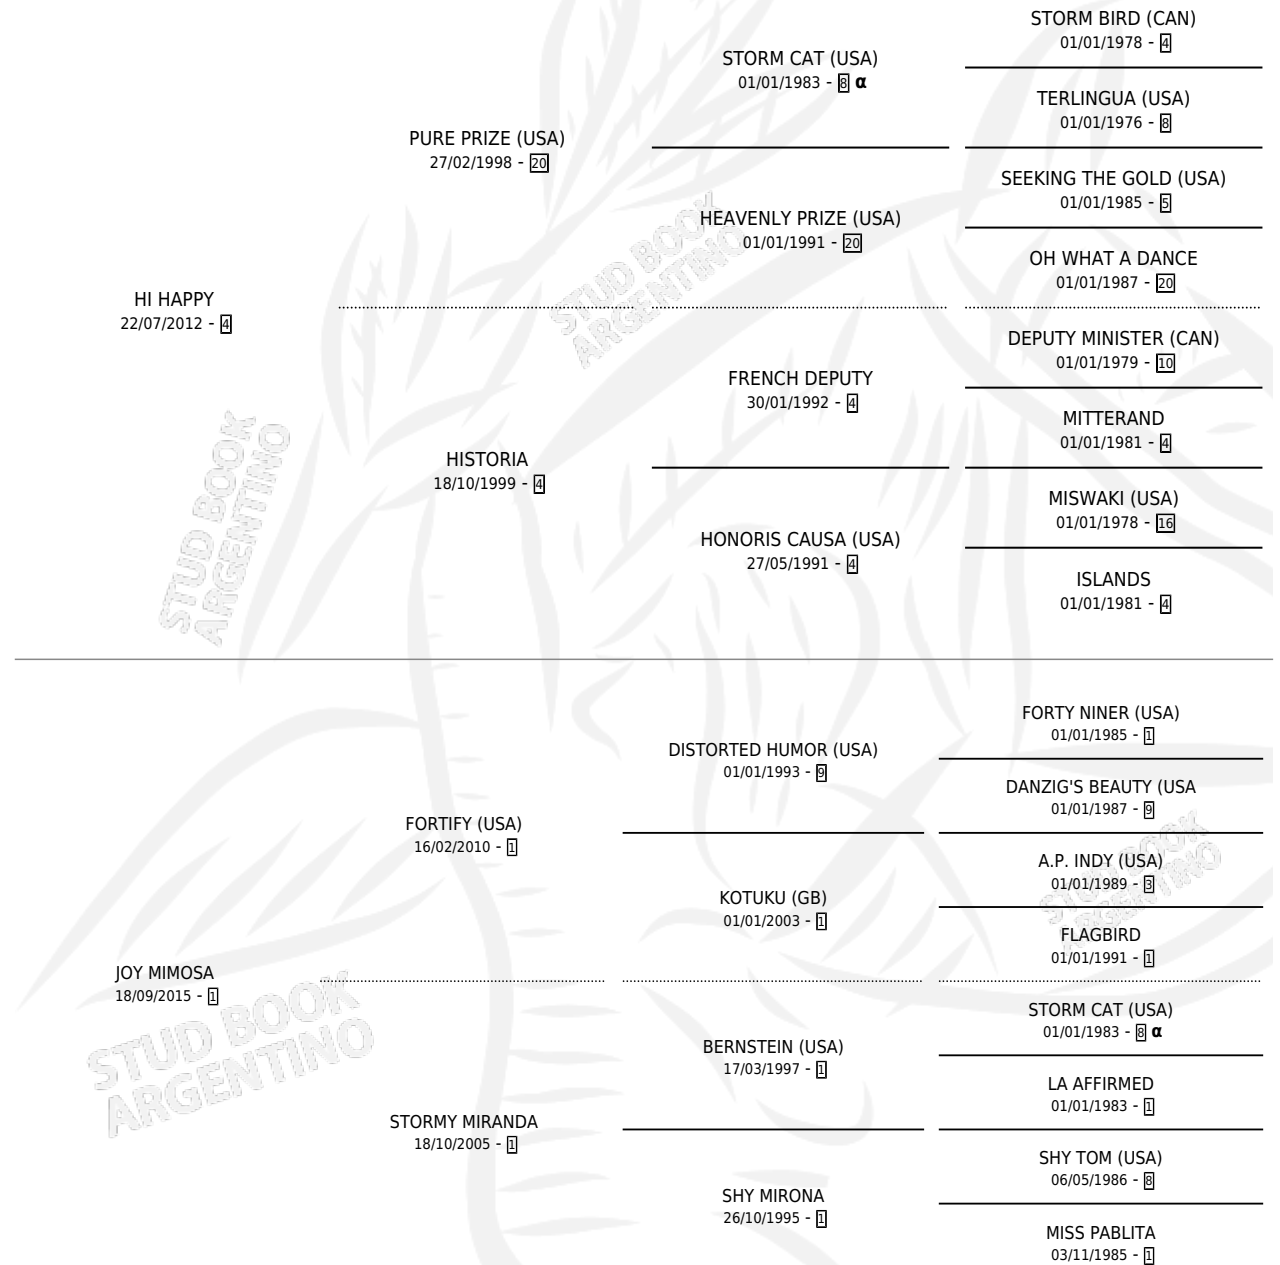 STORM BIRD (CAN)
01/01/1978 - 4
STORM CAT (USA)
01/01/1983 - 8 α
TERLINGUA (USA)
01/01/1976 - 8
PURE PRIZE (USA)
27/02/1998 - 20
SEEKING THE GOLD (USA)
01/01/1985 - 5
HEAVENLY PRIZE (USA)
01/01/1991 - 20
OH WHAT A DANCE
01/01/1987 - 20
HI HAPPY
22/07/2012 - 4
DEPUTY MINISTER (CAN)
01/01/1979 - 10
FRENCH DEPUTY
30/01/1992 - 4
MITTERAND
01/01/1981 - 4
HISTORIA
18/10/1999 - 4
MISWAKI (USA)
01/01/1978 - 16
HONORIS CAUSA (USA)
27/05/1991 - 4
ISLANDS
01/01/1981 - 4
STUD BOOK
ARGENTINO
STUD BOOK
ARGENTINO
FORTY NINER (USA)
01/01/1985 - 1
DISTORTED HUMOR (USA)
01/01/1993 - 9
DANZIG'S BEAUTY (USA
01/01/1987 - 9
FORTIFY (USA)
16/02/2010 - 1
A.P. INDY (USA)
01/01/1989 - 3
KOTUKU (GB)
01/01/2003 - 1
FLAGBIRD
01/01/1991 - 1
JOY MIMOSA
18/09/2015 - 1
STORM CAT (USA)
01/01/1983 - 8 α
BERNSTEIN (USA)
17/03/1997 - 1
LA AFFIRMED
01/01/1983 - 1
STORMY MIRANDA
18/10/2005 - 1
SHY TOM (USA)
06/05/1986 - 8
SHY MIRONA
26/10/1995 - 1
MISS PABLITA
03/11/1985 - 1
STUD BOOK
ARGENTINO
STUD BOOK
ARGENTINO